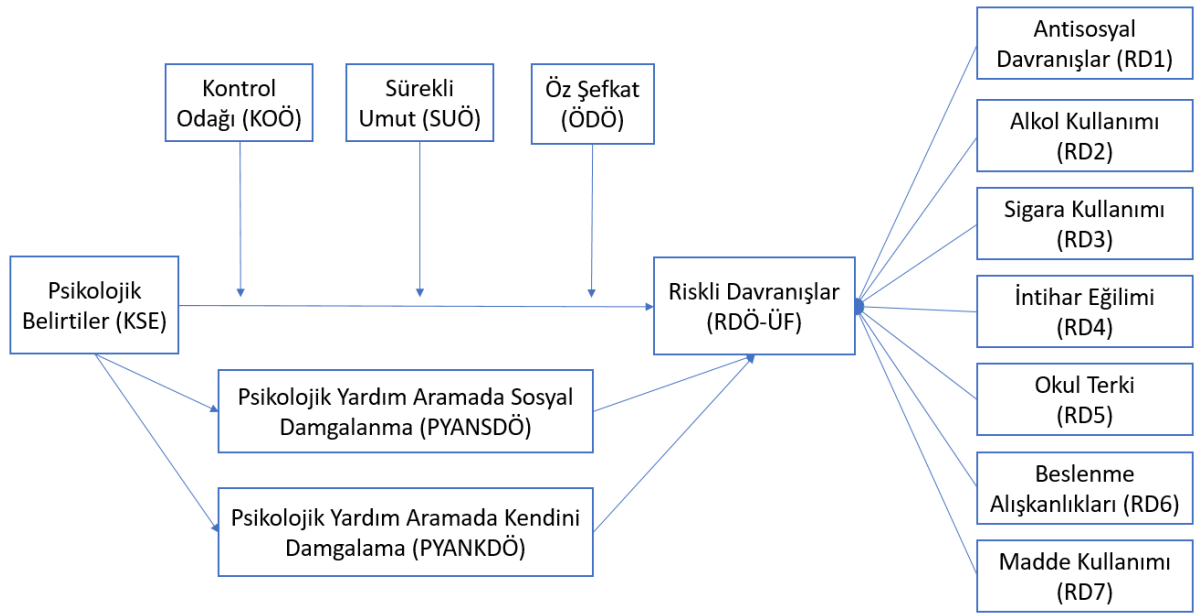 Kontrol
Odağı (KOÖ)
Sürekli
Umut (SUÖ)
Öz Şefkat
(ÖDÖ)
Psikolojik
Belirtiler (KSE)
Riskli Davranışlar
(RDÖ-ÜF)
Psikolojik Yardım Aramada Sosyal
Damgalanma (PYANSDÖ)
Psikolojik Yardım Aramada Kendini
Damgalama (PYANKDÖ)
Antisosyal
Davranışlar (RD1)
Alkol Kullanımı
(RD2)
Sigara Kullanımı
(RD3)
İntihar Eğilimi
(RD4)
Okul Terki
(RD5)
Beslenme
Alışkanlıkları (RD6)
Madde Kullanımı
(RD7)